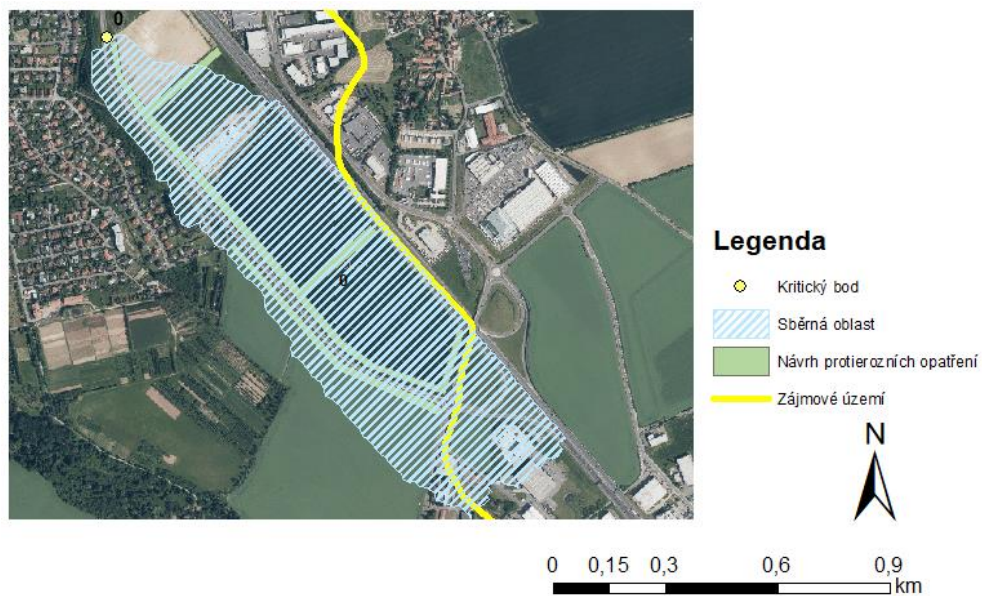 0
0
Legenda
Kritický bod
Sběrná oblast
Návrh protierozních opatření
Zájmové území
N
0 0,15 0,3 0,6 0,9
km